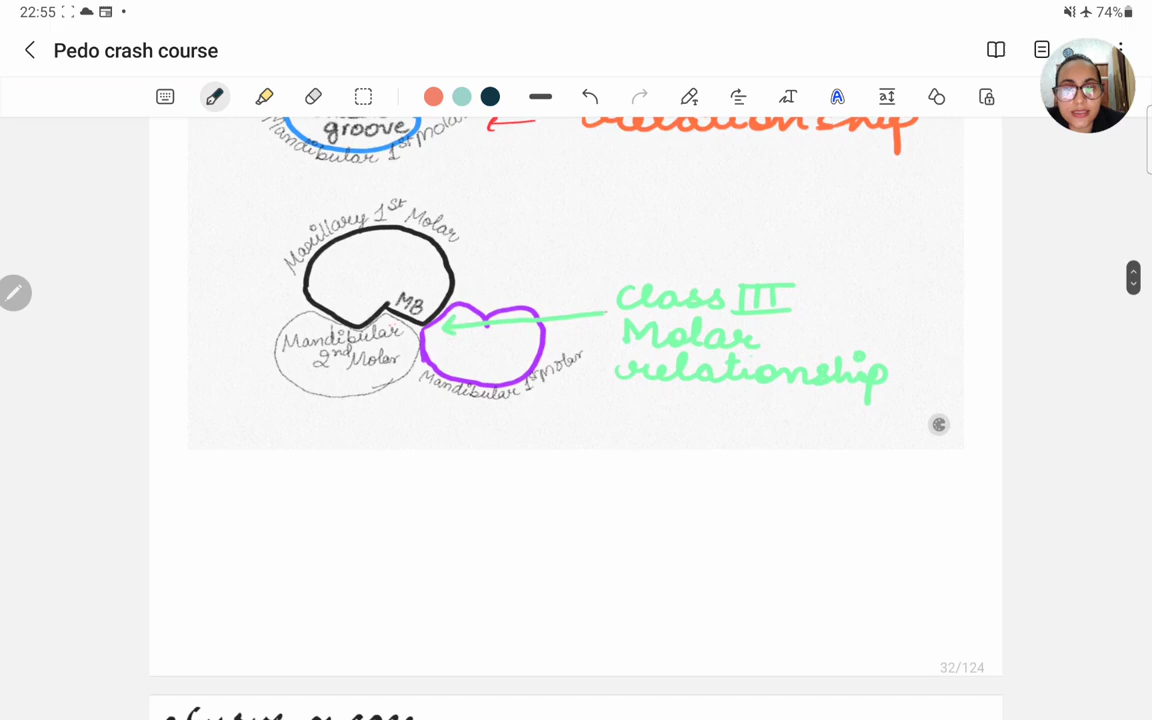 22:55
74%
Pedo crash course
groove
Mandibular 1st Molar
relationship
Maxillary 1st Molar
MB
Mandibular
2nd Molar
Mandibular 1st Molar
Class III
Molar
relationship
32/124